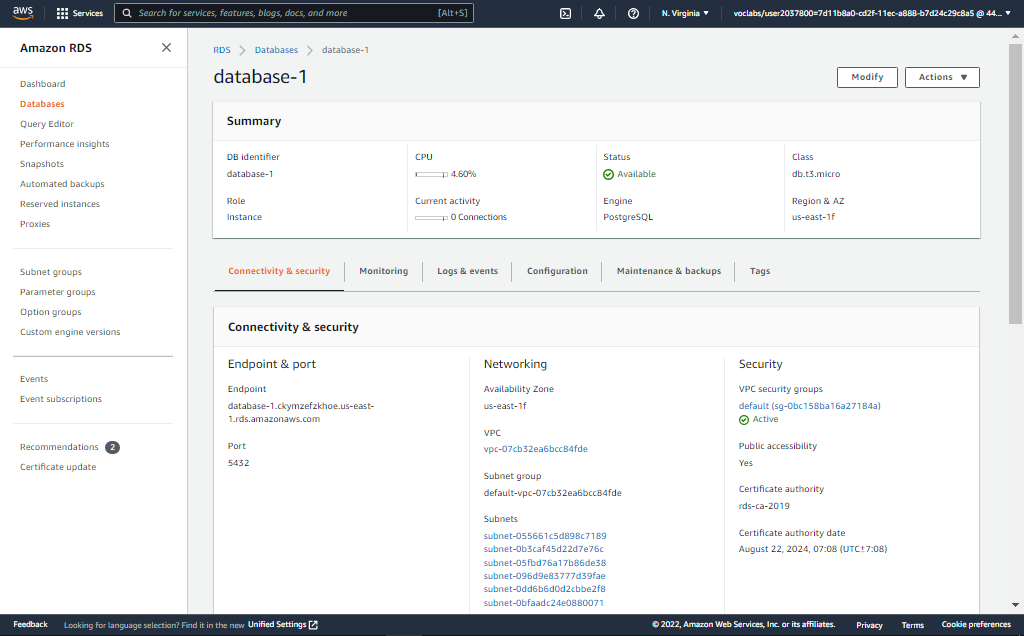 aws
Services
Search for services, features, blogs, docs, and more
[Alt+S]
N. Virginia
voclabs/user2037800=7d11b8a0-cd2f-11ec-a888-b7d24c29c8a5 @ 44...
Amazon RDS
Dashboard
Databases
Query Editor
Performance insights
Snapshots
Automated backups
Reserved instances
Proxies
Subnet groups
Parameter groups
Option groups
Custom engine versions
Events
Event subscriptions
Recommendations 2
Certificate update
RDS > Databases > database-1
database-1
Modify
Actions
Summary
DB identifier
database-1
CPU
4.60%
Status
Available
Class
db.t3.micro
Role
Instance
Current activity
0 Connections
Engine
PostgreSQL
Region & AZ
us-east-1f
Connectivity & security
Monitoring
Logs & events
Configuration
Maintenance & backups
Tags
Connectivity & security
Endpoint & port
Endpoint
database-1.ckymzefzkhoe.us-east-
1.rds.amazonaws.com
Port
5432
Networking
Availability Zone
us-east-1f
VPC
vpc-07cb32ea6bcc84fde
Subnet group
default-vpc-07cb32ea6bcc84fde
Subnets
subnet-055661c5d898c7189
subnet-0b3caf45d22d7e76c
subnet-05fbd76a17b86de38
subnet-096d9e83777d39fae
subnet-0dd6b6d0d2cbbe2f8
subnet-0bfaadc24e0880071
Security
VPC security groups
default (sg-0bc158ba16a27184a)
Active
Public accessibility
Yes
Certificate authority
rds-ca-2019
Certificate authority date
August 22, 2024, 07:08 (UTC±7:08)
Feedback
Looking for language selection? Find it in the new Unified Settings
© 2022, Amazon Web Services, Inc. or its affiliates.
Privacy
Terms
Cookie preferences